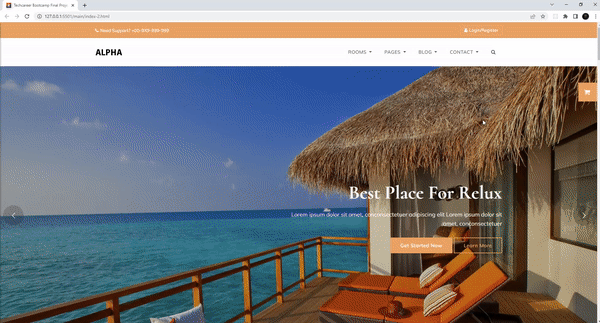 Techcareer Bootcamp Final Proje
127.0.0.1:5501/main/index-2.html
Need Support? +00-999-999-999
Login/Register
ALPHA
ROOMS
PAGES
BLOG
CONTACT
Best Place For Relux
Lorem ipsum dolor sit amet, conconsectetuer adipiscing elit Lorem ipsum dolor sit
amet, conconsectetuer
Get Started Now
Learn More